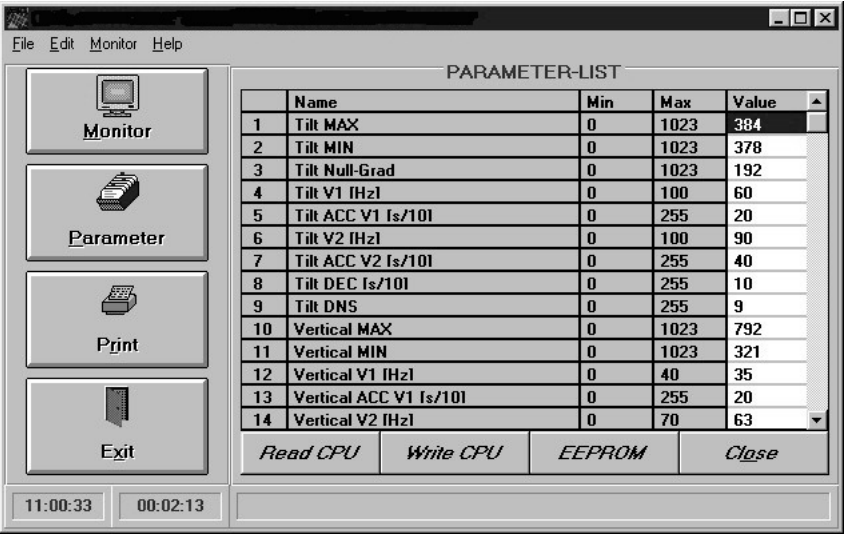 File Edit Monitor Help
Monitor
Parameter
Print
Exit
PARAMETER-LIST
Name Min Max Value
1 Tilt MAX 0 1023 384
2 Tilt MIN 0 1023 378
3 Tilt Null-Grad 0 1023 192
4 Tilt V1 [Hz] 0 100 60
5 Tilt ACC V1 [s/10] 0 255 20
6 Tilt V2 [Hz] 0 100 90
7 Tilt ACC V2 [s/10] 0 255 40
8 Tilt DEC [s/10] 0 255 10
9 Tilt DNS 0 255 9
10 Vertical MAX 0 1023 792
11 Vertical MIN 0 1023 321
12 Vertical V1 [Hz] 0 40 35
13 Vertical ACC V1 [s/10] 0 255 20
14 Vertical V2 [Hz] 0 70 63
Read CPU Write CPU EEPROM Close
11:00:33 00:02:13